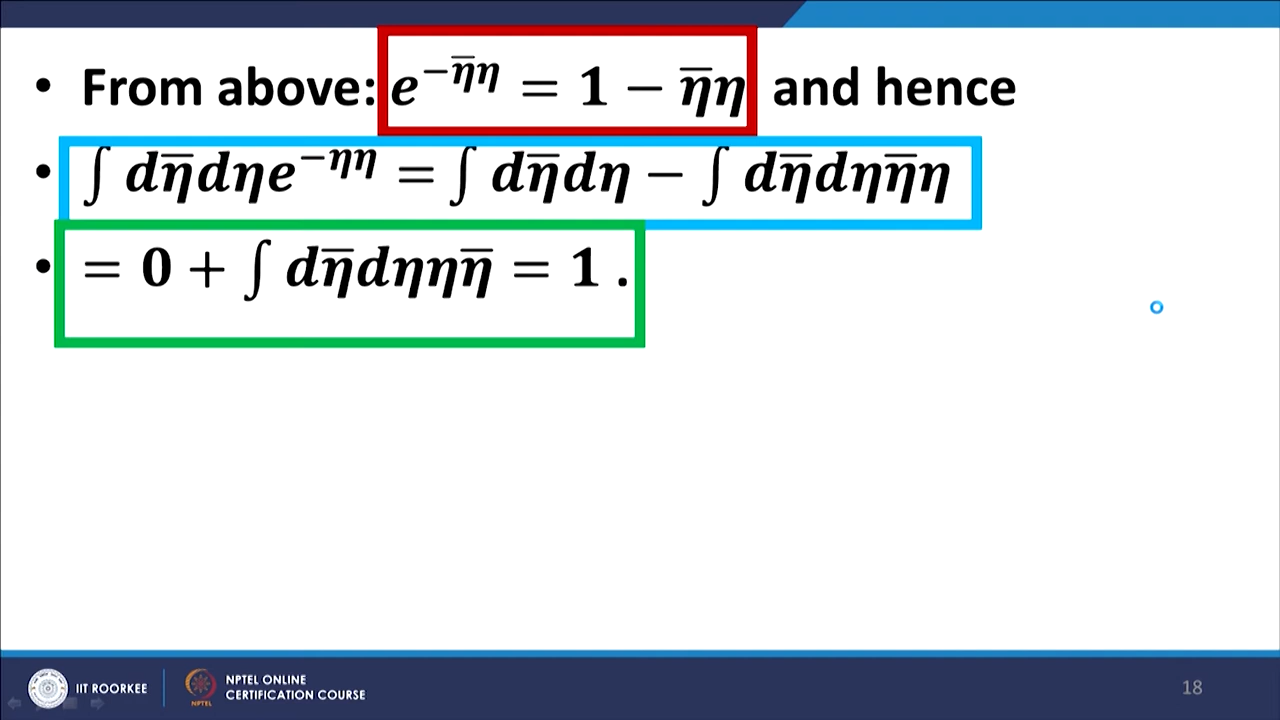 • From above: e^{−η̅η} = 1 − η̅η and hence
• ∫ dη̅dηe^{−ηη} = ∫ dη̅dη − ∫ dη̅dηη̅η
• = 0 + ∫ dη̅dηηη̅ = 1 .
IIT ROORKEE
NPTEL
NPTEL ONLINE
CERTIFICATION COURSE
18